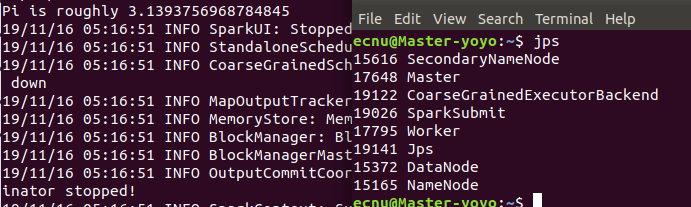 Pi is roughly 3.1393756968784845
19/11/16 05:16:51 INFO SparkUI: Stopped
19/11/16 05:16:51 INFO StandaloneSchedu
19/11/16 05:16:51 INFO CoarseGrainedSch
down
19/11/16 05:16:51 INFO MapOutputTracker
19/11/16 05:16:51 INFO MemoryStore: Mem
19/11/16 05:16:51 INFO BlockManager: Bl
19/11/16 05:16:51 INFO BlockManagerMast
19/11/16 05:16:51 INFO OutputCommitCoor
inator stopped!
File Edit View Search Terminal Help
ecnu@Master-yoyo:~$ jps
15616 SecondaryNameNode
17648 Master
19122 CoarseGrainedExecutorBackend
19026 SparkSubmit
17795 Worker
19141 Jps
15372 DataNode
15165 NameNode
ecnu@Master-yoyo:~$